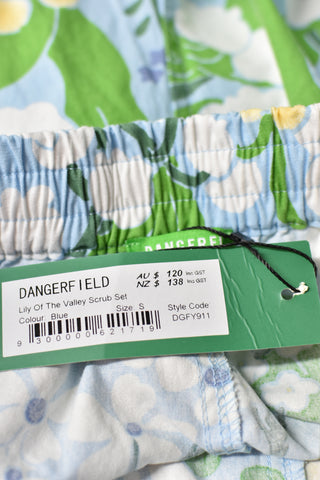 DANGERFIELD
DANGERFIELD AU $ 120 Inc GST
NZ $ 138 Inc GST
Lily Of The Valley Scrub Set
Colour. Blue Size. S Style Code
DGFY911
9 300000 621719